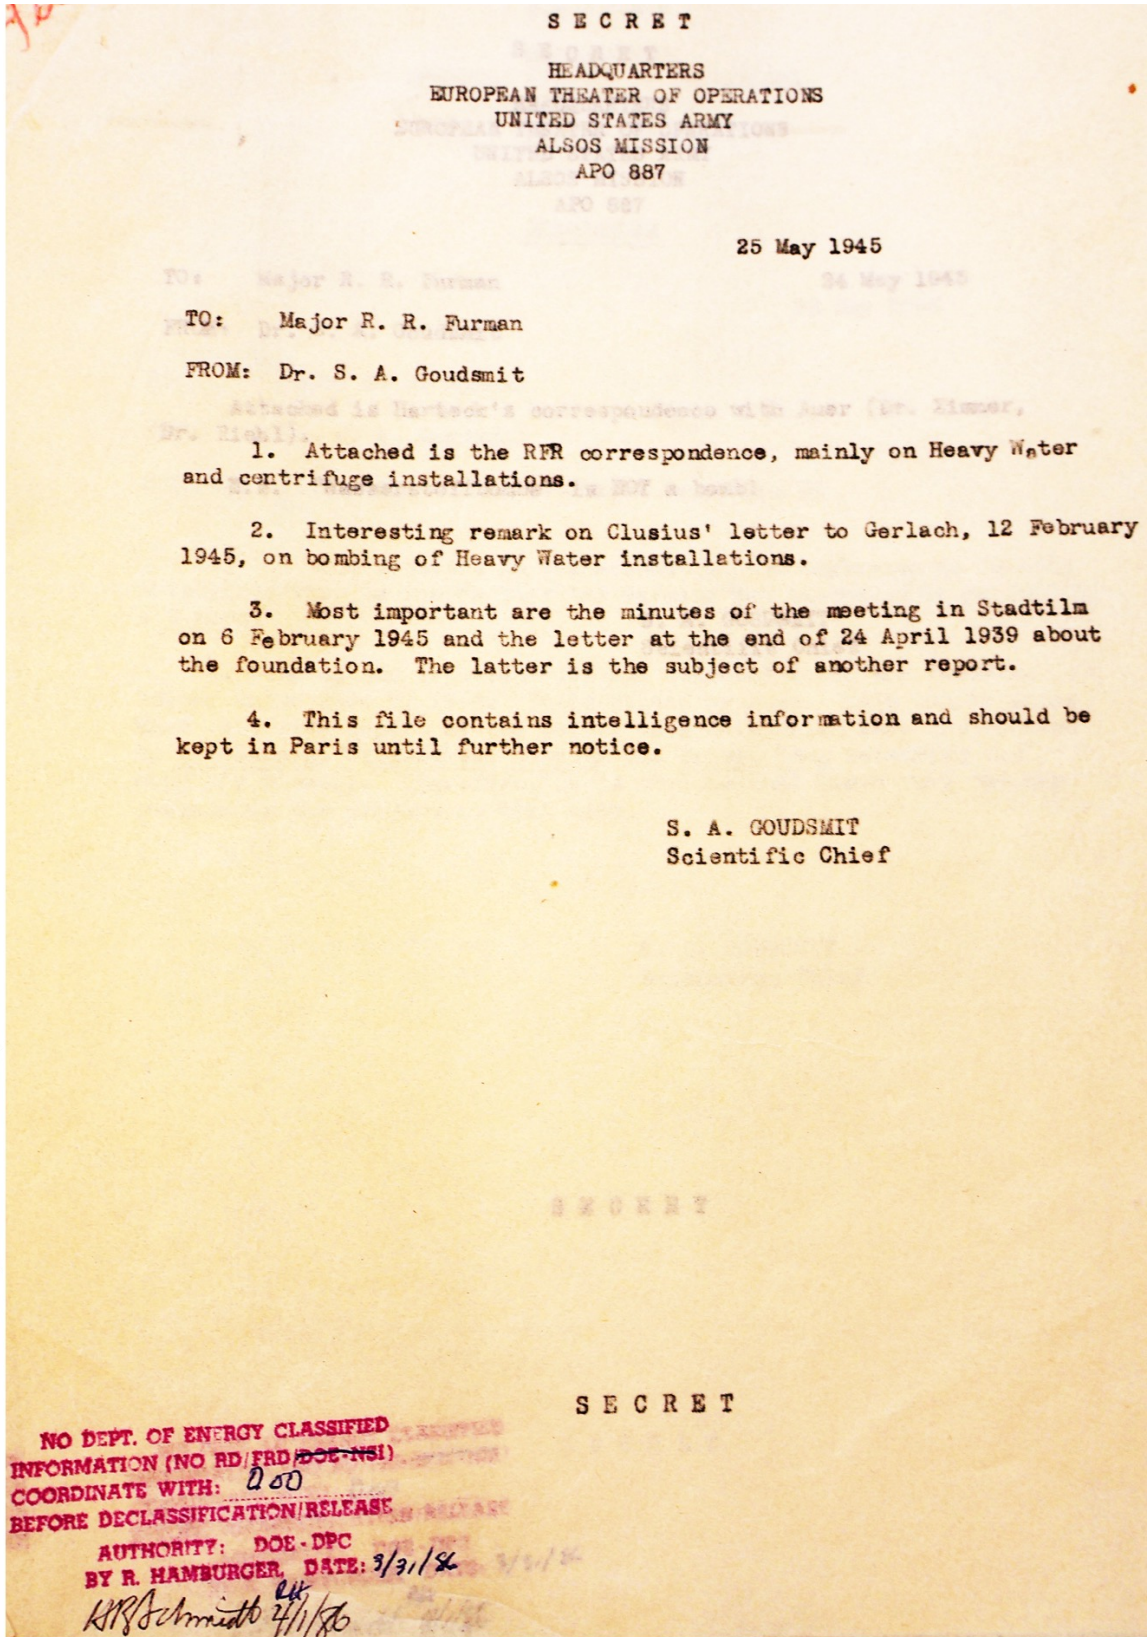 S E C R E T
HEADQUARTERS
EUROPEAN THEATER OF OPERATIONS
UNITED STATES ARMY
ALSOS MISSION
APO 887
25 May 1945
TO: Major R. R. Furman
FROM: Dr. S. A. Goudsmit
1. Attached is the RFR correspondence, mainly on Heavy Water
and centrifuge installations.
2. Interesting remark on Clusius' letter to Gerlach, 12 February
1945, on bombing of Heavy Water installations.
3. Most important are the minutes of the meeting in Stadtilm
on 6 February 1945 and the letter at the end of 24 April 1939 about
the foundation. The latter is the subject of another report.
4. This file contains intelligence information and should be
kept in Paris until further notice.
S. A. GOUDSMIT
Scientific Chief
S E C R E T
S E C R E T
NO DEPT. OF ENERGY CLASSIFIED
INFORMATION (NO RD/FRD/DOE-NSI)
COORDINATE WITH:
BEFORE DECLASSIFICATION/RELEASE
AUTHORITY: DOE-DPC
BY R. HAMBURGER, DATE: 3/31/86
HR Schmidt 4/1/86